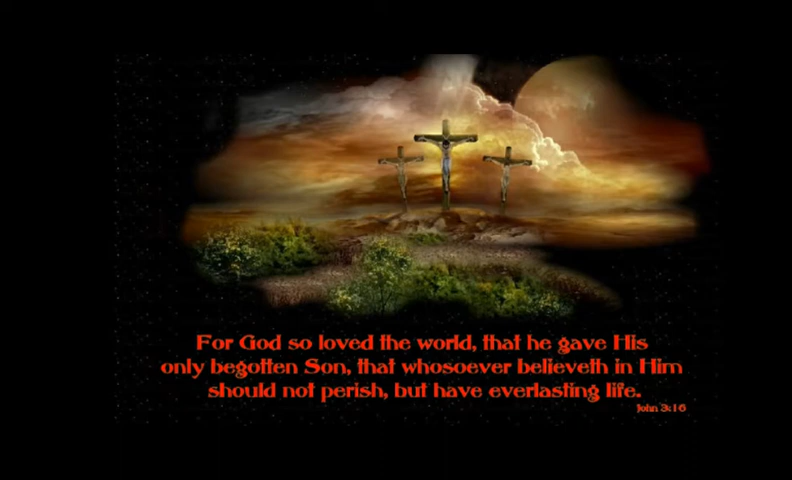 For God so loved the world, that he gave His
only begotten Son, that whosoever believeth in Him
should not perish, but have everlasting life.
John 3:16